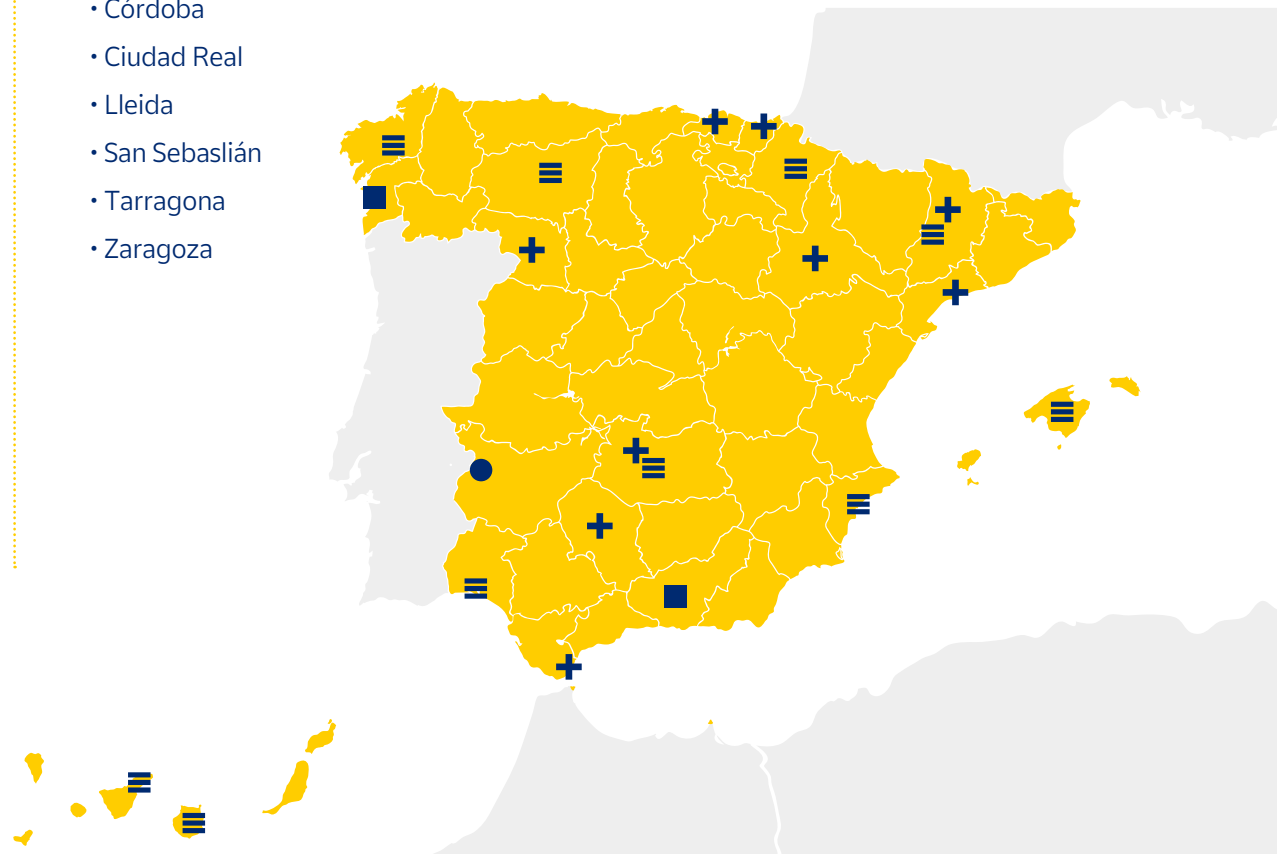 • Córdoba
• Ciudad Real
• Lleida
• San Sebaslián
• Tarragona
• Zaragoza